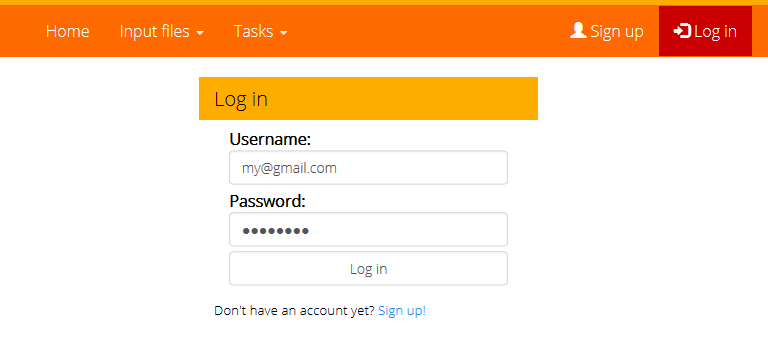 Home Input files Tasks Sign up Log in
Log in
Username:
my@gmail.com
Password:
••••••••
Log in
Don't have an account yet? Sign up!